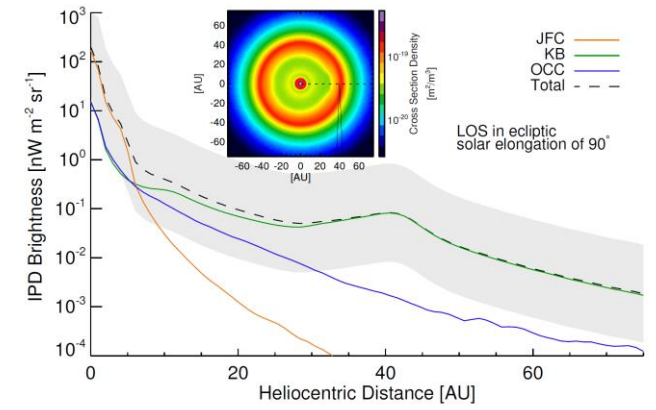 10³
10²
10¹
10⁰
10⁻¹
10⁻²
10⁻³
10⁻⁴
IPD Brightness [nW m⁻² sr⁻¹]
0
20
40
60
Heliocentric Distance [AU]
60
40
20
0
-20
-40
-60
[AU]
-60 -40 -20 0 20 40 60
[AU]
10⁻¹⁹
10⁻²⁰
Cross Section Density
[m²/m³]
JFC
KB
OCC
Total
LOS in ecliptic
solar elongation of 90°